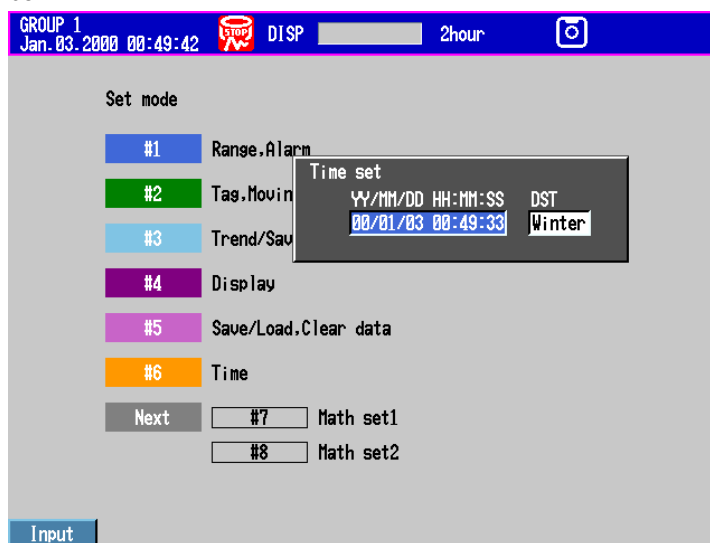 GROUP 1
Jan.03.2000 00:49:42 STOP DISP 2hour
Set mode
#1 Range,Alarm
Time set
#2 Tag,Movin
YY/MM/DD HH:MM:SS DST
00/01/03 00:49:33 Winter
#3 Trend/Sav
#4 Display
#5 Save/Load,Clear data
#6 Time
Next #7 Math set1
#8 Math set2
Input